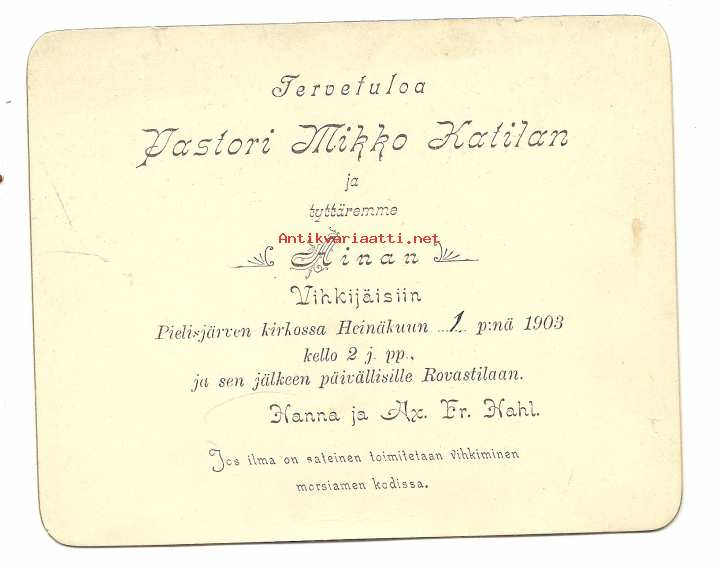 Tervetuloa
Pastori Mikko Katilan
ja
tyttäremme
Antikvariaatti.net
Ainan
Vihkijäisiin
Pielisjärven kirkossa Heinäkuun ...1... p:nä 1903
kello 2 j. pp.,
ja sen jälkeen päivällisille Rovastilaan.
Hanna ja Ax. Fr. Nahl.
Jos ilma on sateinen toimitetaan vihkiminen
morsiamen kodissa.